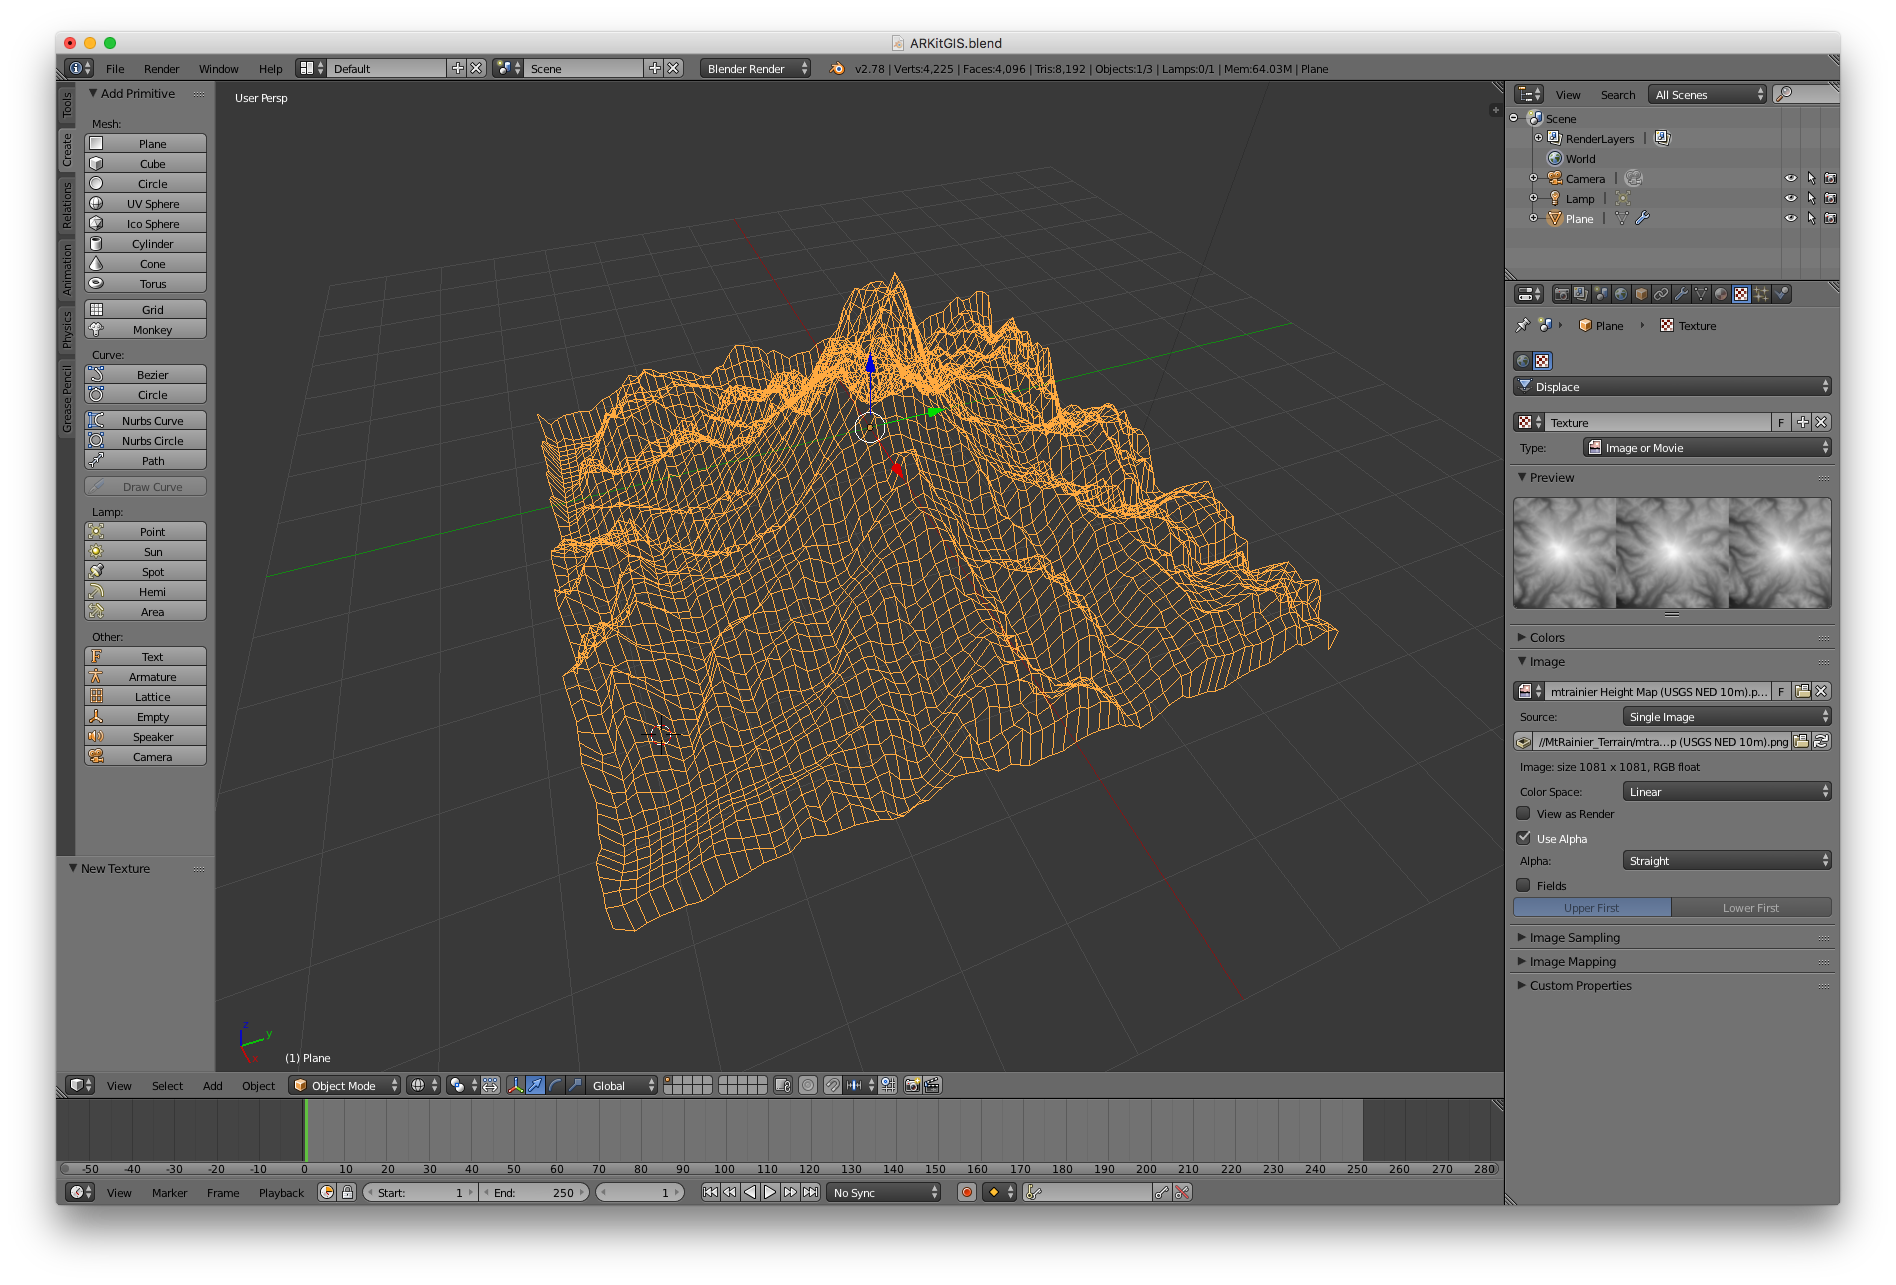 ARKitGIS.blend
File Render Window Help Default Scene Blender Render v2.78 | Verts:4,225 | Faces:4,096 | Tris:8,192 | Objects:1/3 | Lamps:0/1 | Mem:64.03M | Plane
Tools
Create
Relations
Animation
Physics
Grease Pencil
Add Primitive
Mesh:
Plane
Cube
Circle
UV Sphere
Ico Sphere
Cylinder
Cone
Torus
Grid
Monkey
Curve:
Bezier
Circle
Nurbs Curve
Nurbs Circle
Path
Draw Curve
Lamp:
Point
Sun
Spot
Hemi
Area
Other:
Text
Armature
Lattice
Empty
Speaker
Camera
New Texture
User Persp
z
y
x
(1) Plane
View Select Add Object Object Mode Global
-50 -40 -30 -20 -10 0 10 20 30 40 50 60 70 80 90 100 110 120 130 140 150 160 170 180 190 200 210 220 230 240 250 260 270 280
View Marker Frame Playback Start: 1 End: 250 1 No Sync
View Search All Scenes
Scene
RenderLayers |
World
Camera |
Lamp |
Plane |
Plane Texture
Displace
Texture F
Type: Image or Movie
Preview
Colors
Image
mtrainier Height Map (USGS NED 10m).p... F
Source: Single Image
//MtRainier_Terrain/mtra...p (USGS NED 10m).png
Image: size 1081 x 1081, RGB float
Color Space: Linear
View as Render
Use Alpha
Alpha: Straight
Fields
Upper First Lower First
Image Sampling
Image Mapping
Custom Properties